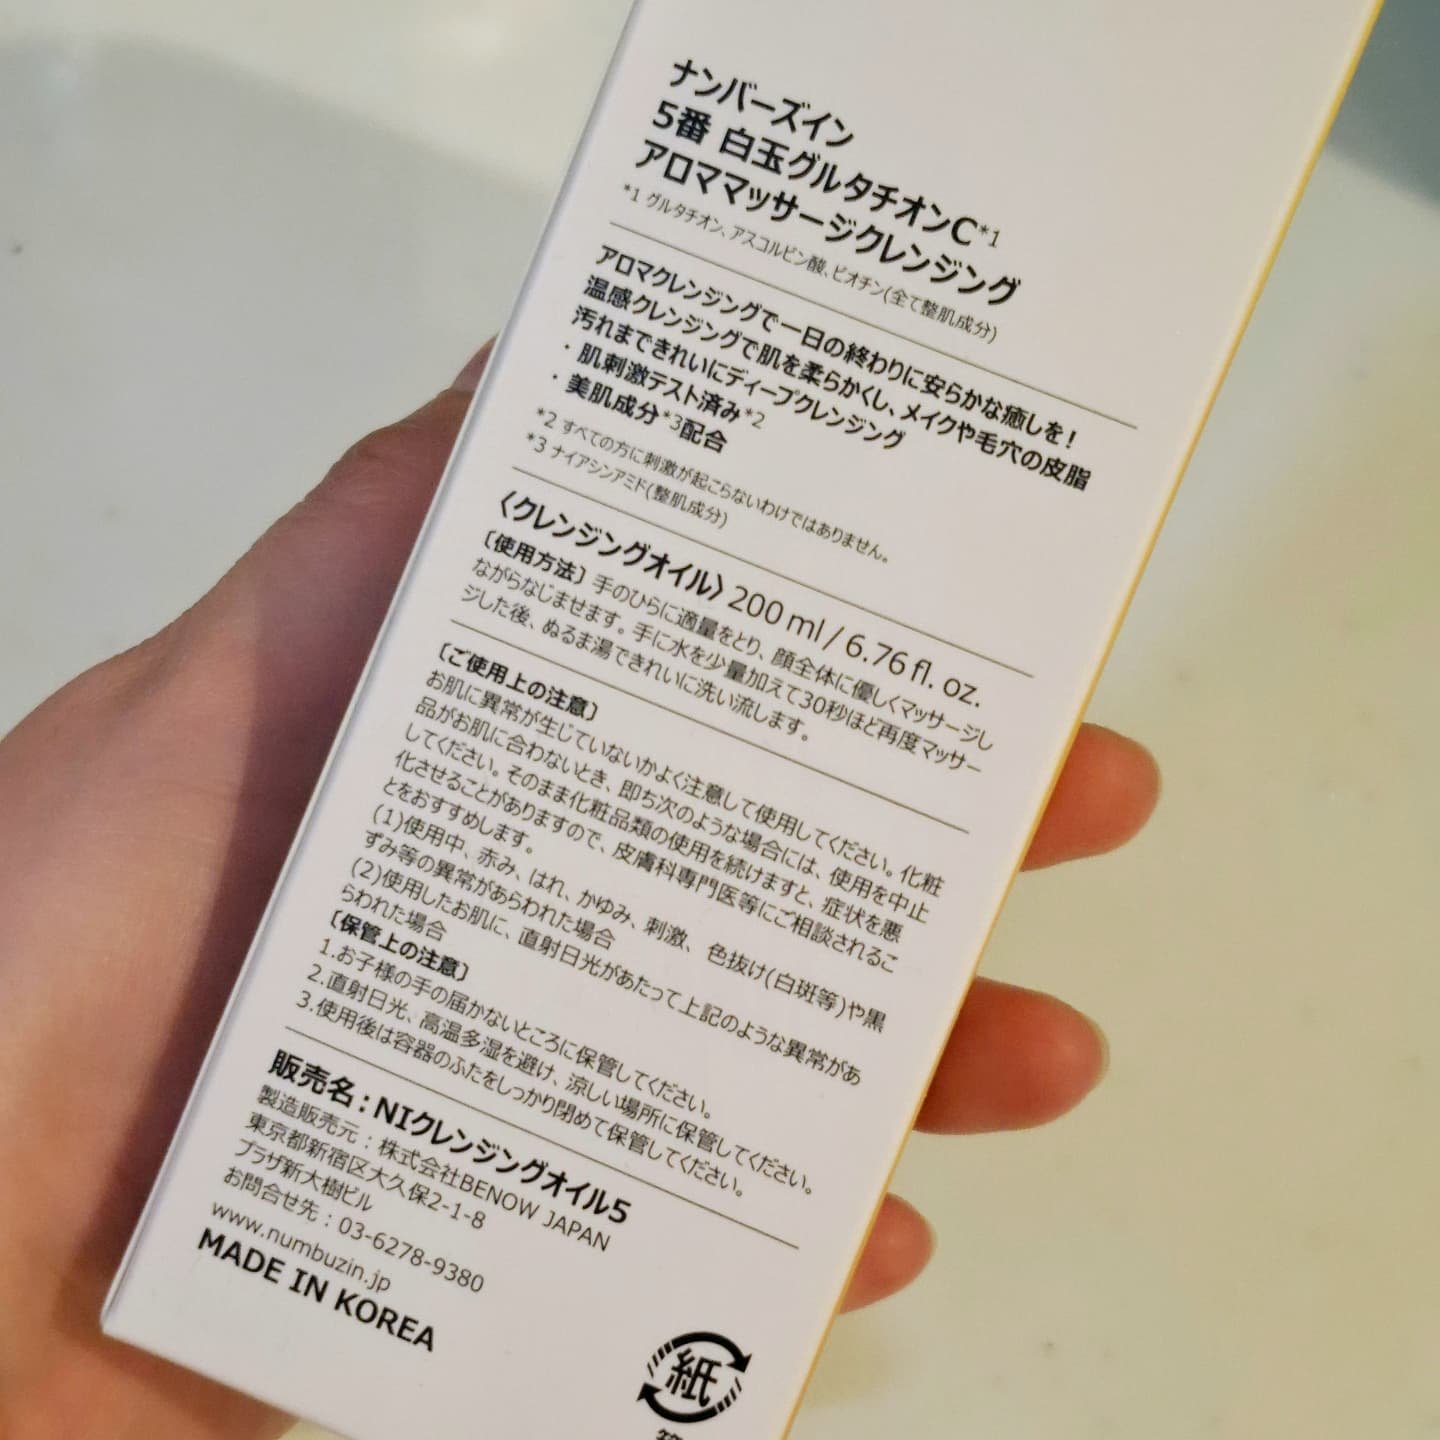 ナンバーズイン
5番 白玉グルタチオンC*1
アロママッサージクレンジング
*1 グルタチオン、アスコルビン酸、ビオチン(全て整肌成分)
アロマクレンジングで一日の終わりに安らかな癒しを！
温感クレンジングで肌を柔らかくし、メイクや毛穴の皮脂
汚れまできれいにディープクレンジング
・肌刺激テスト済み*2
・美肌成分*3配合
*2 すべての方に刺激が起こらないわけではありません。
*3 ナイアシンアミド(整肌成分)
〈クレンジングオイル〉200 ml / 6.76 fl. oz.
〔使用方法〕手のひらに適量をとり、顔全体に優しくマッサージし
ながらなじませます。手に水を少量加えて30秒ほど再度マッサー
ジした後、ぬるま湯できれいに洗い流します。
〔ご使用上の注意〕
お肌に異常が生じていないかよく注意して使用してください。化粧
品がお肌に合わないとき、即ち次のような場合には、使用を中止
してください。そのまま化粧品類の使用を続けますと、症状を悪
化させることがありますので、皮膚科専門医等にご相談されるこ
とをおすすめします。
(1)使用中、赤み、はれ、かゆみ、刺激、色抜け(白斑等)や黒
ずみ等の異常があらわれた場合
(2)使用したお肌に、直射日光があたって上記のような異常があ
らわれた場合
〔保管上の注意〕
1.お子様の手の届かないところに保管してください。
2.直射日光、高温多湿を避け、涼しい場所に保管してください。
3.使用後は容器のふたをしっかり閉めて保管してください。
販売名：NIクレンジングオイル5
製造販売元：株式会社BENOW JAPAN
東京都新宿区大久保2-1-8
プラザ新大樹ビル
お問合せ先：03-6278-9380
www.numbuzin.jp
MADE IN KOREA
紙